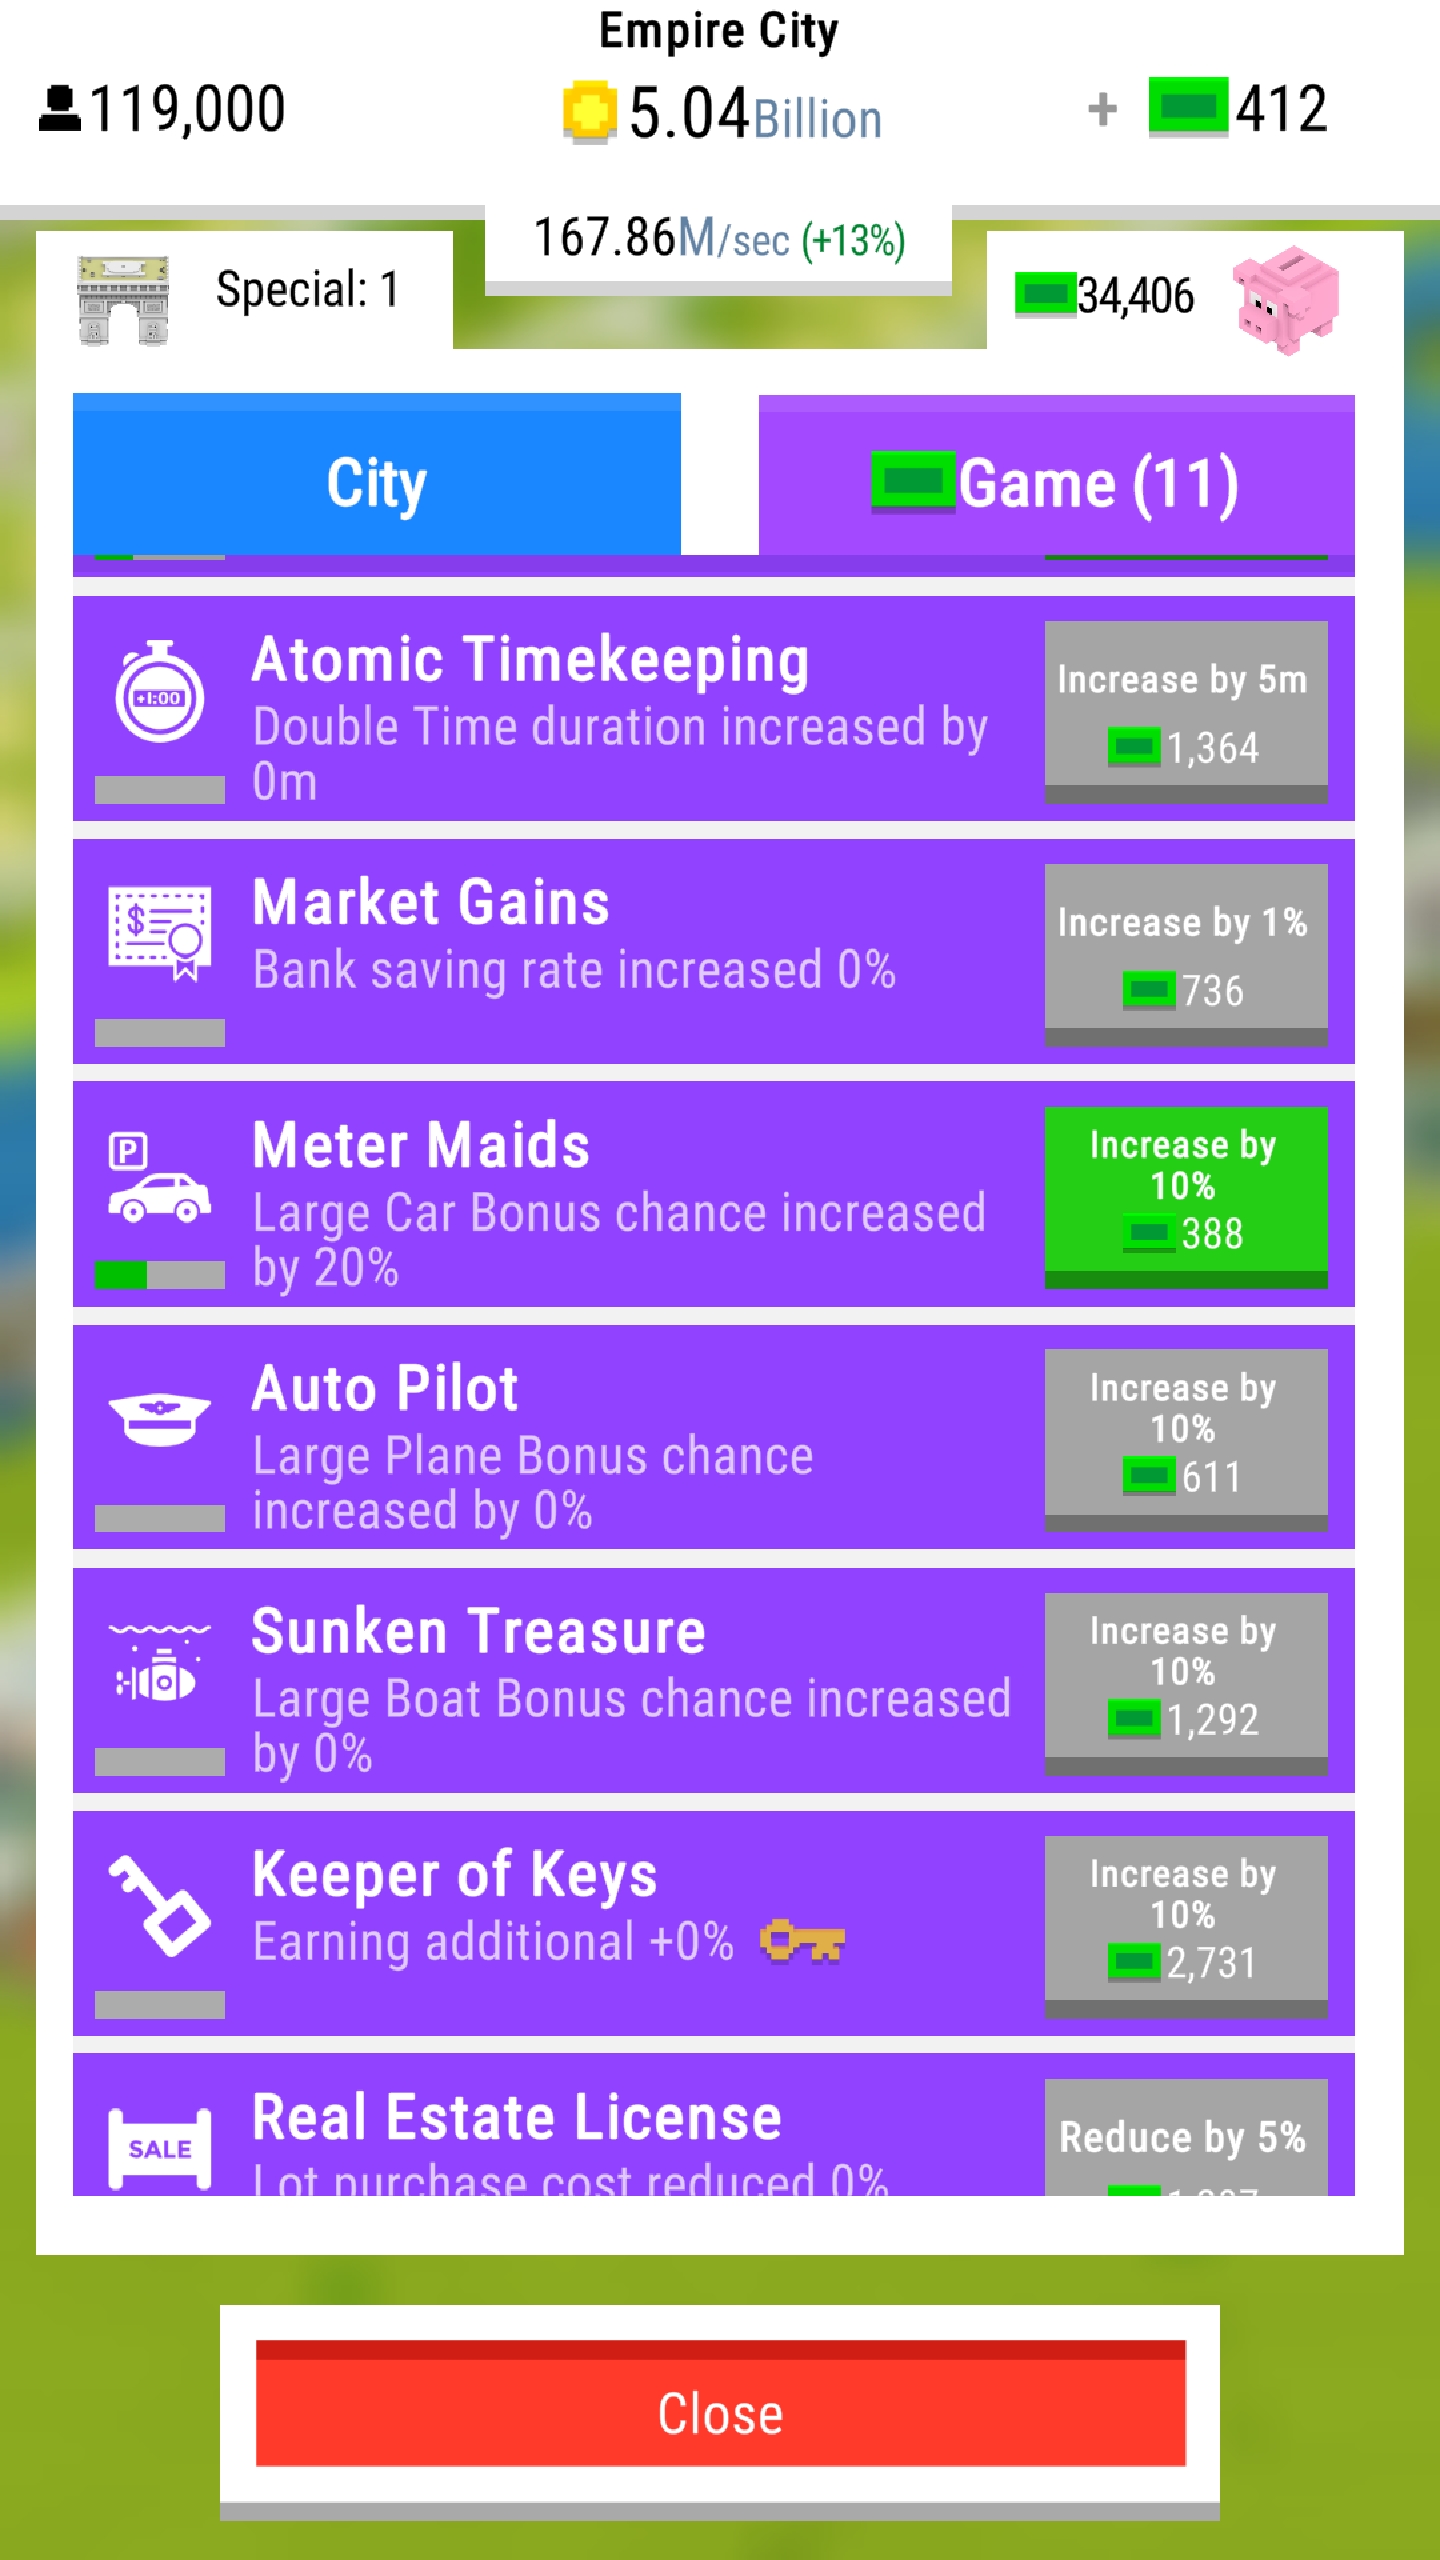 Empire City
119,000
5.04Billion
+ 412
167.86M/sec (+13%)
Special: 1
34,406
City
Game (11)
+1:00
Atomic Timekeeping
Double Time duration increased by
0m
Increase by 5m
1,364
$
Market Gains
Bank saving rate increased 0%
Increase by 1%
736
P
Meter Maids
Large Car Bonus chance increased
by 20%
Increase by
10%
388
Auto Pilot
Large Plane Bonus chance
increased by 0%
Increase by
10%
611
Sunken Treasure
Large Boat Bonus chance increased
by 0%
Increase by
10%
1,292
Keeper of Keys
Earning additional +0%
Increase by
10%
2,731
SALE
Real Estate License
Lot purchase cost reduced 0%
Reduce by 5%
Close